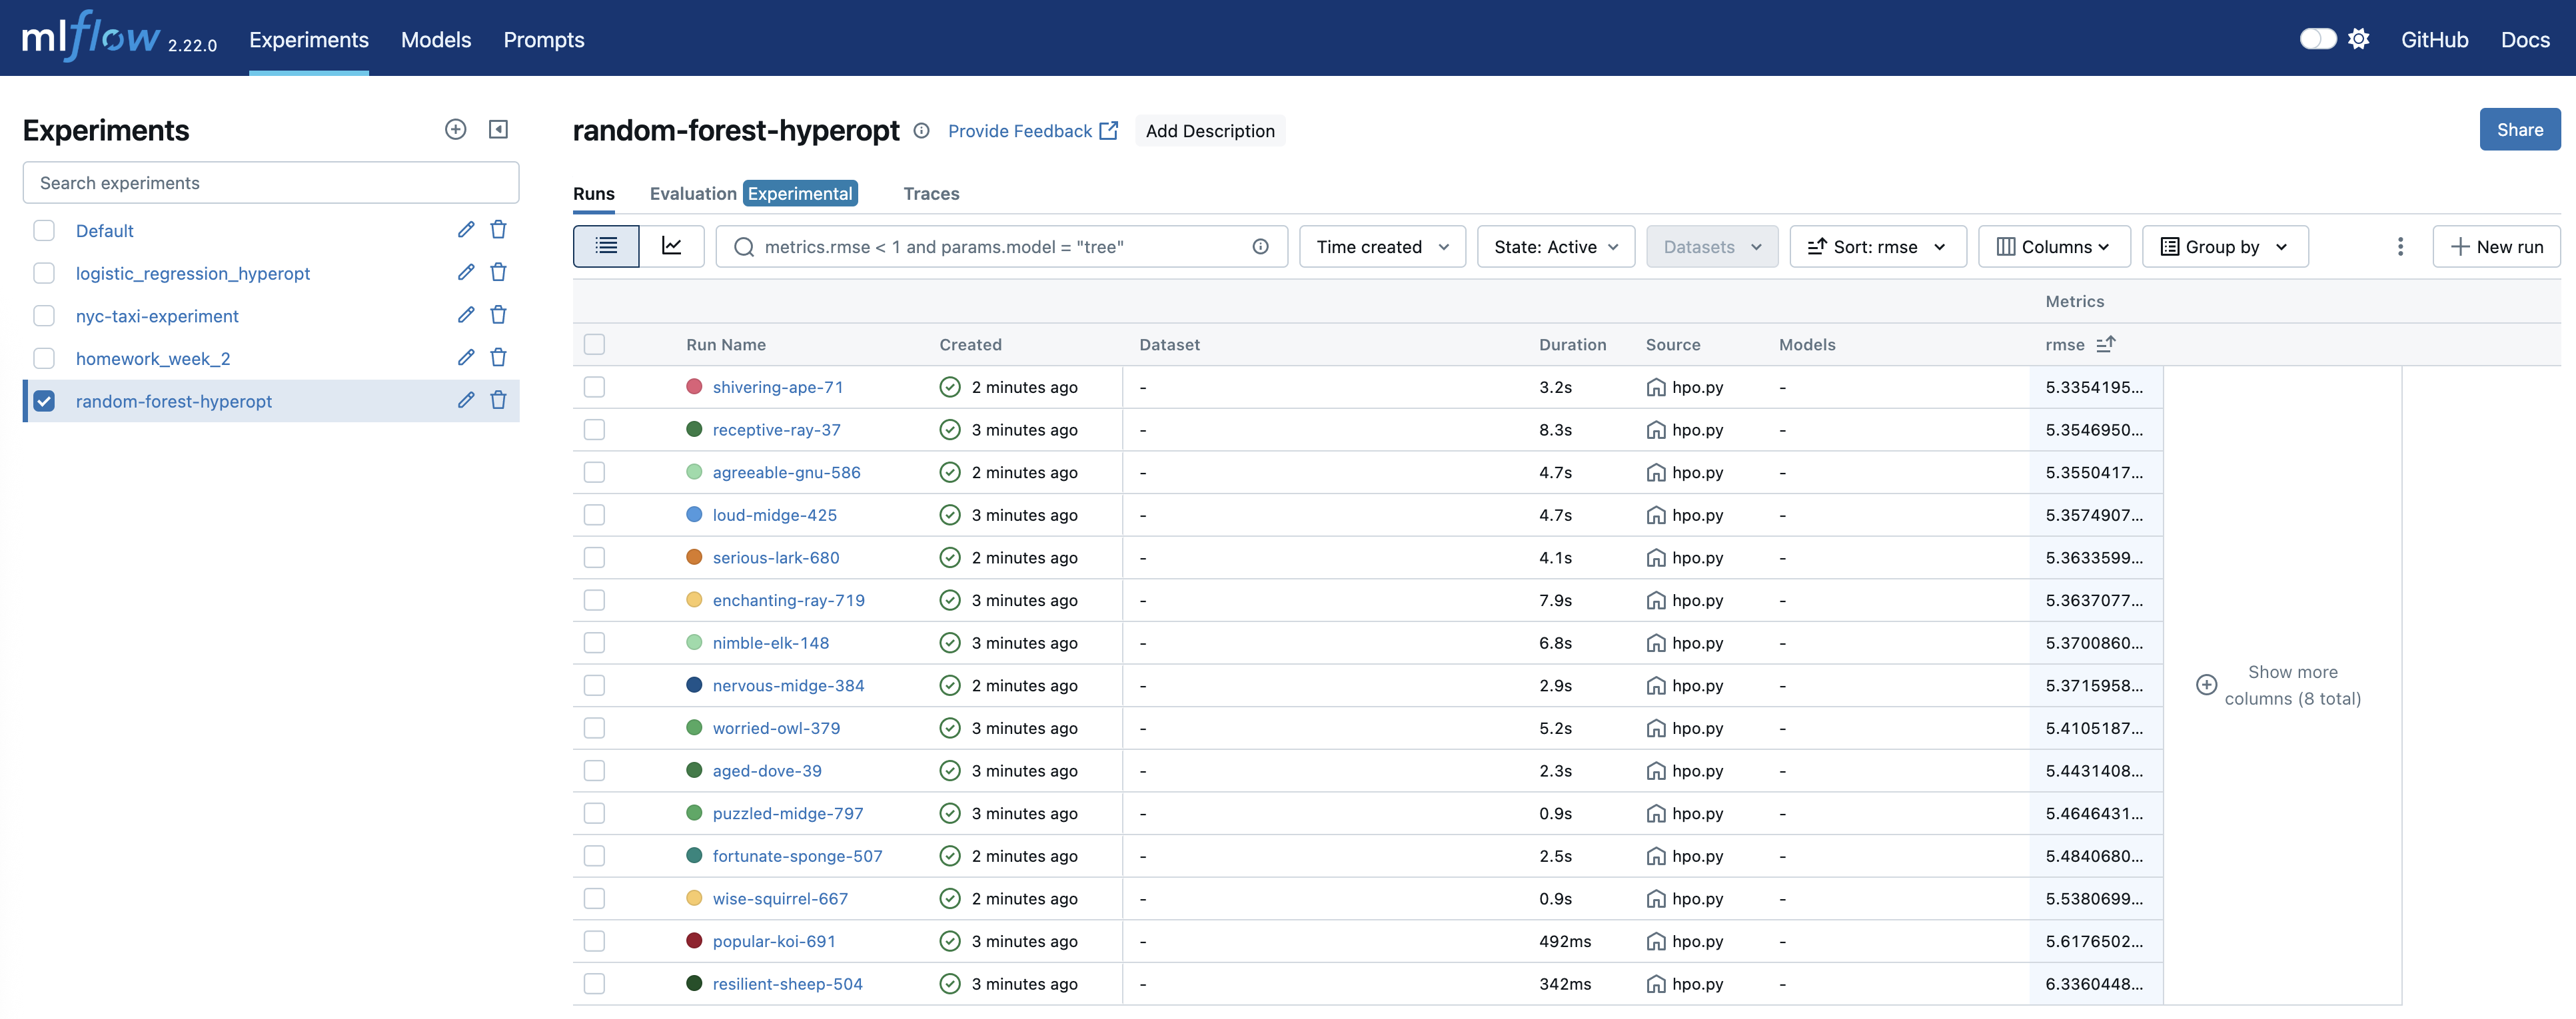 mlflow 2.22.0 Experiments Models Prompts GitHub Docs
Experiments
Search experiments
Default
logistic_regression_hyperopt
nyc-taxi-experiment
homework_week_2
random-forest-hyperopt
random-forest-hyperopt Provide Feedback Add Description Share
Runs Evaluation Experimental Traces
metrics.rmse < 1 and params.model = "tree" Time created State: Active Datasets Sort: rmse Columns Group by New run
Metrics
Run Name Created Dataset Duration Source Models rmse
shivering-ape-71 2 minutes ago - 3.2s hpo.py - 5.3354195...
receptive-ray-37 3 minutes ago - 8.3s hpo.py - 5.3546950...
agreeable-gnu-586 2 minutes ago - 4.7s hpo.py - 5.3550417...
loud-midge-425 3 minutes ago - 4.7s hpo.py - 5.3574907...
serious-lark-680 2 minutes ago - 4.1s hpo.py - 5.3633599...
enchanting-ray-719 3 minutes ago - 7.9s hpo.py - 5.3637077...
nimble-elk-148 3 minutes ago - 6.8s hpo.py - 5.3700860...
nervous-midge-384 2 minutes ago - 2.9s hpo.py - 5.3715958...
worried-owl-379 3 minutes ago - 5.2s hpo.py - 5.4105187...
aged-dove-39 3 minutes ago - 2.3s hpo.py - 5.4431408...
puzzled-midge-797 3 minutes ago - 0.9s hpo.py - 5.4646431...
fortunate-sponge-507 2 minutes ago - 2.5s hpo.py - 5.4840680...
wise-squirrel-667 2 minutes ago - 0.9s hpo.py - 5.5380699...
popular-koi-691 3 minutes ago - 492ms hpo.py - 5.6176502...
resilient-sheep-504 3 minutes ago - 342ms hpo.py - 6.3360448...
Show more
columns (8 total)